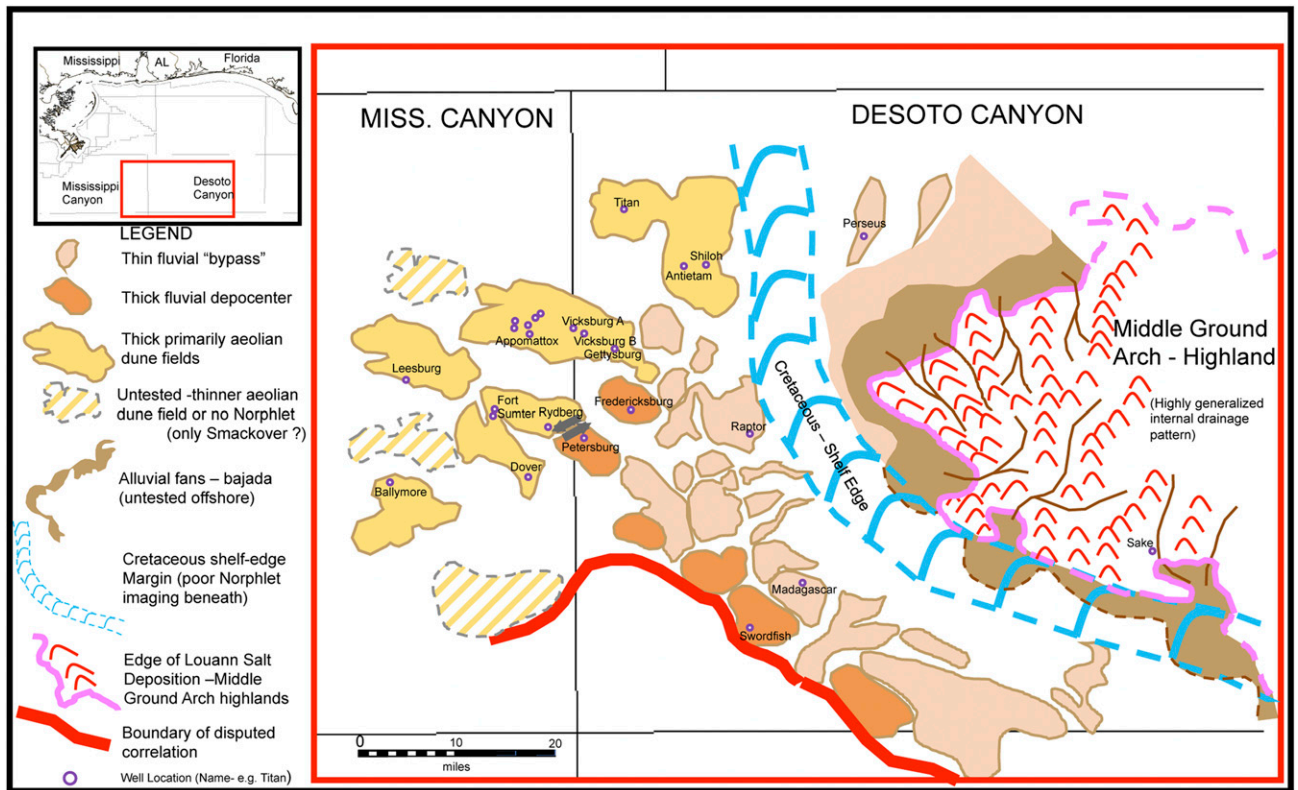 Mississippi
AL
Florida
Mississippi
Canyon
Desoto
Canyon
LEGEND
Thin fluvial “bypass”
Thick fluvial depocenter
Thick primarily aeolian
dune fields
Untested -thinner aeolian
dune field or no Norphlet
(only Smackover ?)
Alluvial fans – bajada
(untested offshore)
Cretaceous shelf-edge
Margin (poor Norphlet
imaging beneath)
Edge of Louann Salt
Deposition –Middle
Ground Arch highlands
Boundary of disputed
correlation
Well Location (Name- e.g. Titan)
MISS. CANYON
DESOTO CANYON
Titan
Perseus
Shiloh
Antietam
Vicksburg A
Appomattox
Vicksburg B
Gettysburg
Middle Ground
Arch - Highland
(Highly generalized
internal drainage
pattern)
Leesburg
Fort
Sumter
Rydberg
Fredericksburg
Raptor
Petersburg
Cretaceous – Shelf Edge
Dover
Ballymore
Sake
Madagascar
Swordfish
0 10 20
miles